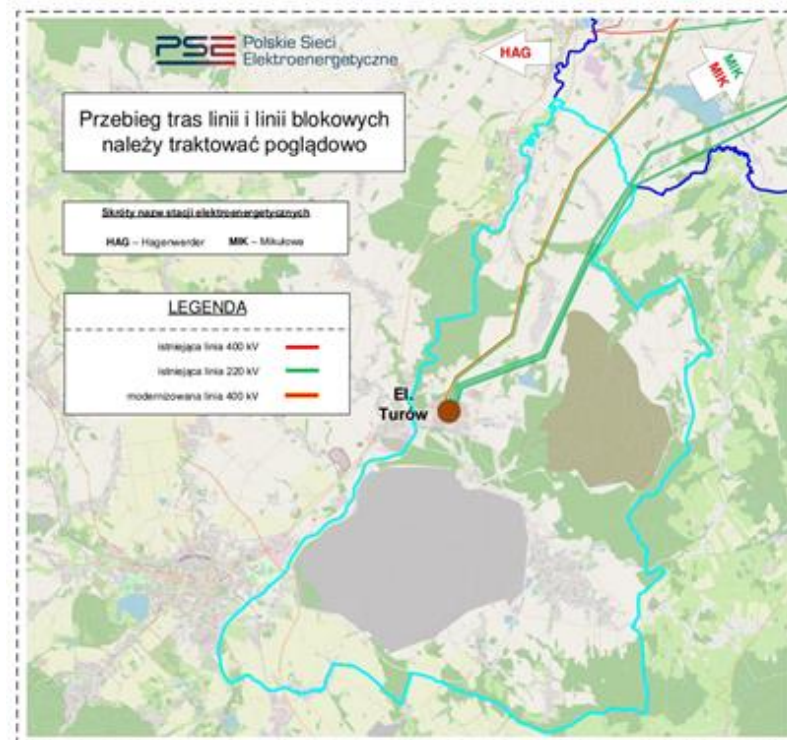 PSE Polskie Sieci
Elektroenergetyczne
HAG
MIK
MIK
Przebieg tras linii i linii blokowych
należy traktować poglądowo
Skróty nazw stacji elektroenergetycznych
HAG – Hagenwerder MIK – Mikułowa
LEGENDA
istniejąca linia 400 kV
istniejąca linia 220 kV
modernizowana linia 400 kV
El.
Turów